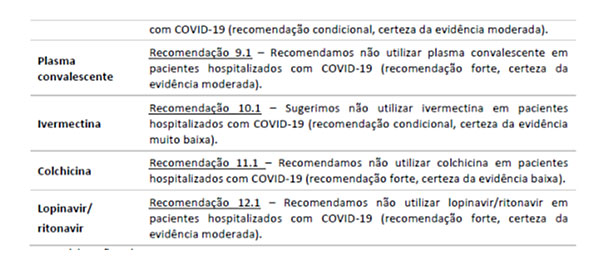 com COVID-19 (recomendação condicional, certeza da evidência moderada).
Plasma
convalescente
Recomendação 9.1 – Recomendamos não utilizar plasma convalescente em
pacientes hospitalizados com COVID-19 (recomendação forte, certeza da
evidência moderada).
Ivermectina
Recomendação 10.1 – Sugerimos não utilizar ivermectina em pacientes
hospitalizados com COVID-19 (recomendação condicional, certeza da evidência
muito baixa).
Colchicina
Recomendação 11.1 – Recomendamos não utilizar colchicina em pacientes
hospitalizados com COVID-19 (recomendação forte, certeza da evidência baixa).
Lopinavir/
ritonavir
Recomendação 12.1 – Recomendamos não utilizar lopinavir/ritonavir em
pacientes hospitalizados com COVID-19 (recomendação forte, certeza da
evidência moderada).